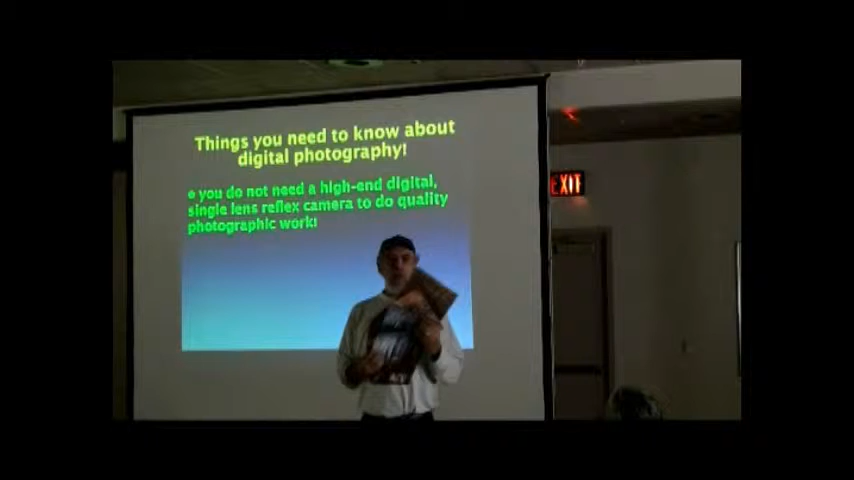 Things you need to know about
digital photography!
you do not need a high-end digital,
single lens reflex camera to do quality
photographic work!
EXIT